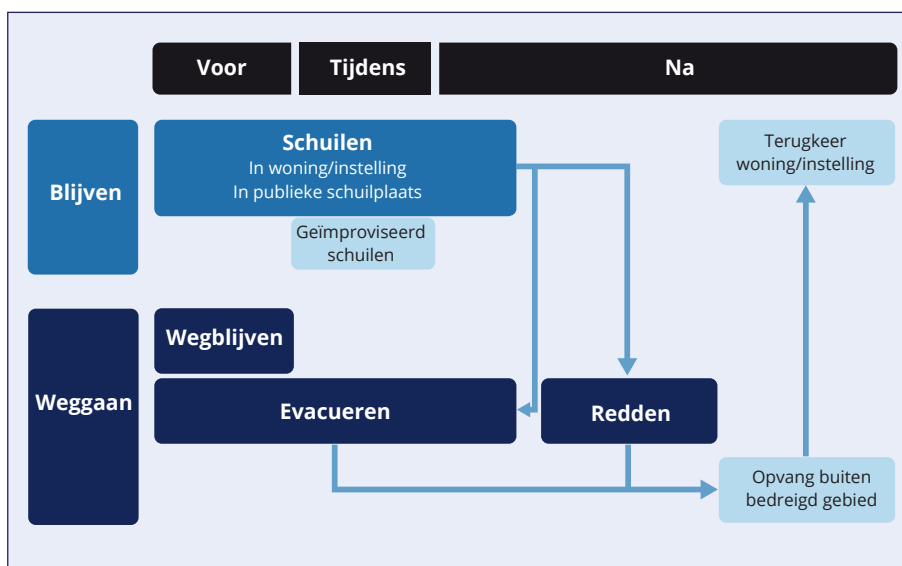 Voor
Tijdens
Na
Blijven
Schuilen
In woning/instelling
In publieke schuilplaats
Geïmproviseerd
schuilen
Terugkeer
woning/instelling
Weggaan
Wegblijven
Evacueren
Redden
Opvang buiten
bedreigd gebied